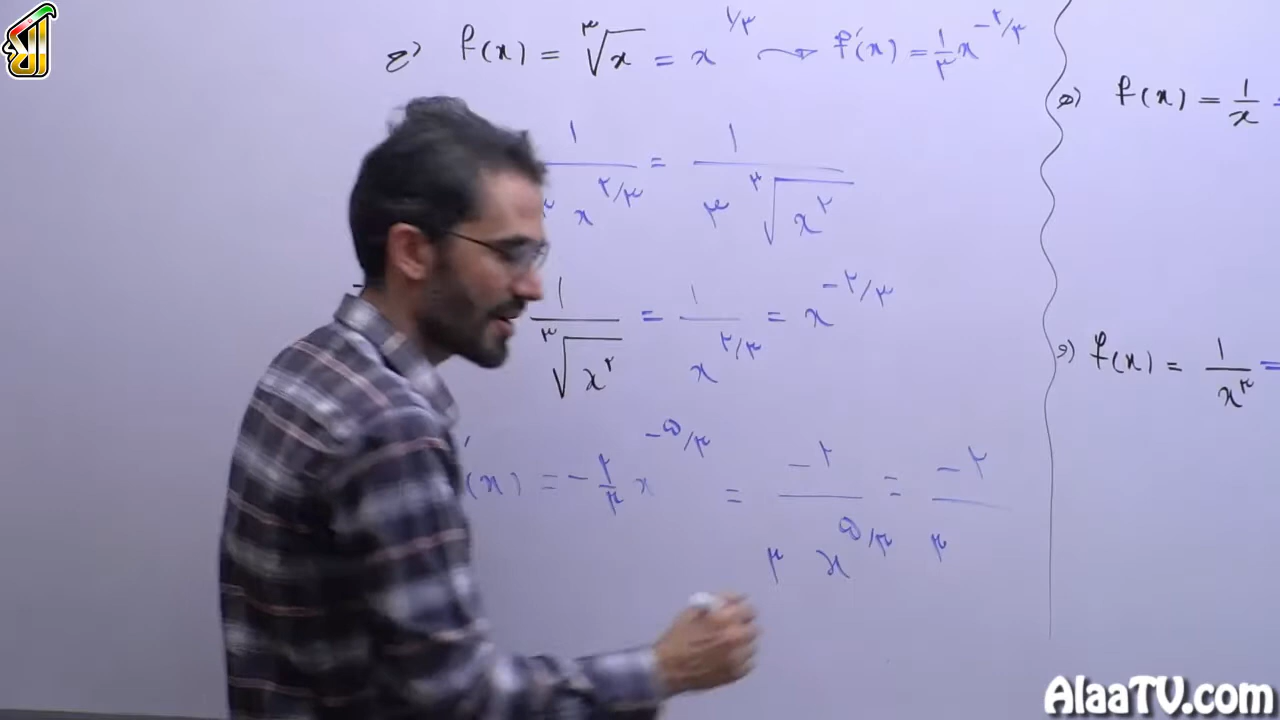 ج) f(x) = ∛x = x^{۱/۳} → f′(x) = ۱/۳ x^{-۲/۳}
۱ / x^{۲/۳} = ۱ / ۳ ∛x^۲
۱ / ∛x^۲ = ۱ / x^{۲/۳} = x^{-۲/۳}
′(x) = -۲/۳ x^{-۵/۳} = -۲ / ۳ x^{۵/۳} = -۲ / ۳
ه) f(x) = ۱/x =
و) f(x) = ۱/x^۳ =
AlaaTV.com